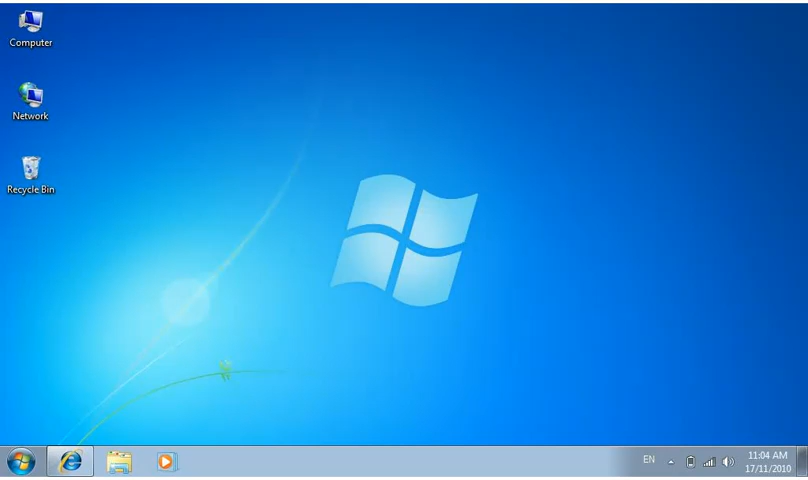 Computer
Network
Recycle Bin
EN
11:04 AM
17/11/2010